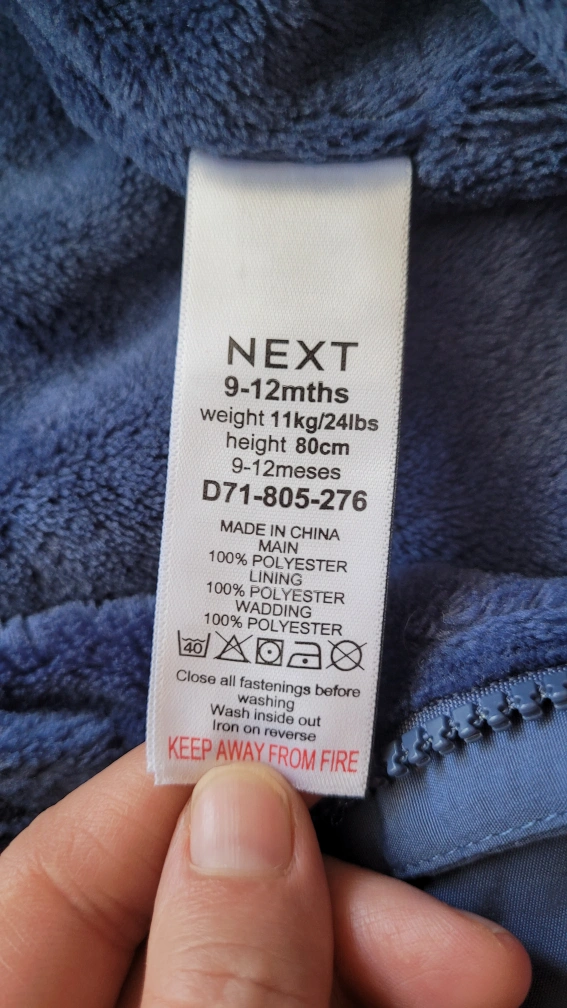 NEXT
9-12mths
weight 11kg/24lbs
height 80cm
9-12meses
D71-805-276
MADE IN CHINA
MAIN
100% POLYESTER
LINING
100% POLYESTER
WADDING
100% POLYESTER
40
Close all fastenings before
washing
Wash inside out
Iron on reverse
KEEP AWAY FROM FIRE